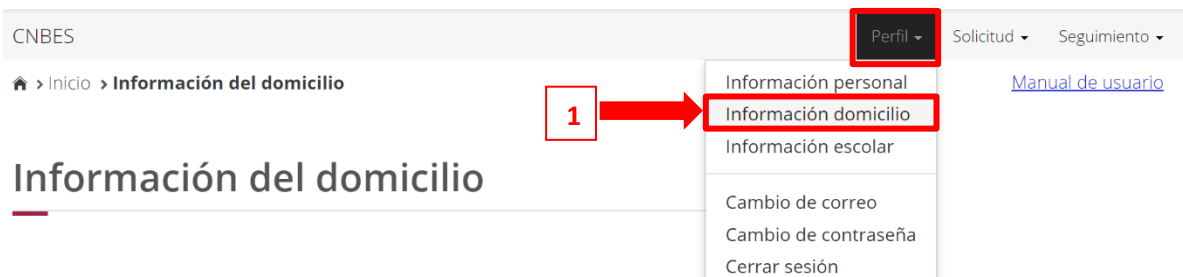 CNBES
Perfil Solicitud Seguimiento
> Inicio > Información del domicilio
Manual de usuario
Información personal
1
Información domicilio
Información escolar
Información del domicilio
Cambio de correo
Cambio de contraseña
Cerrar sesión